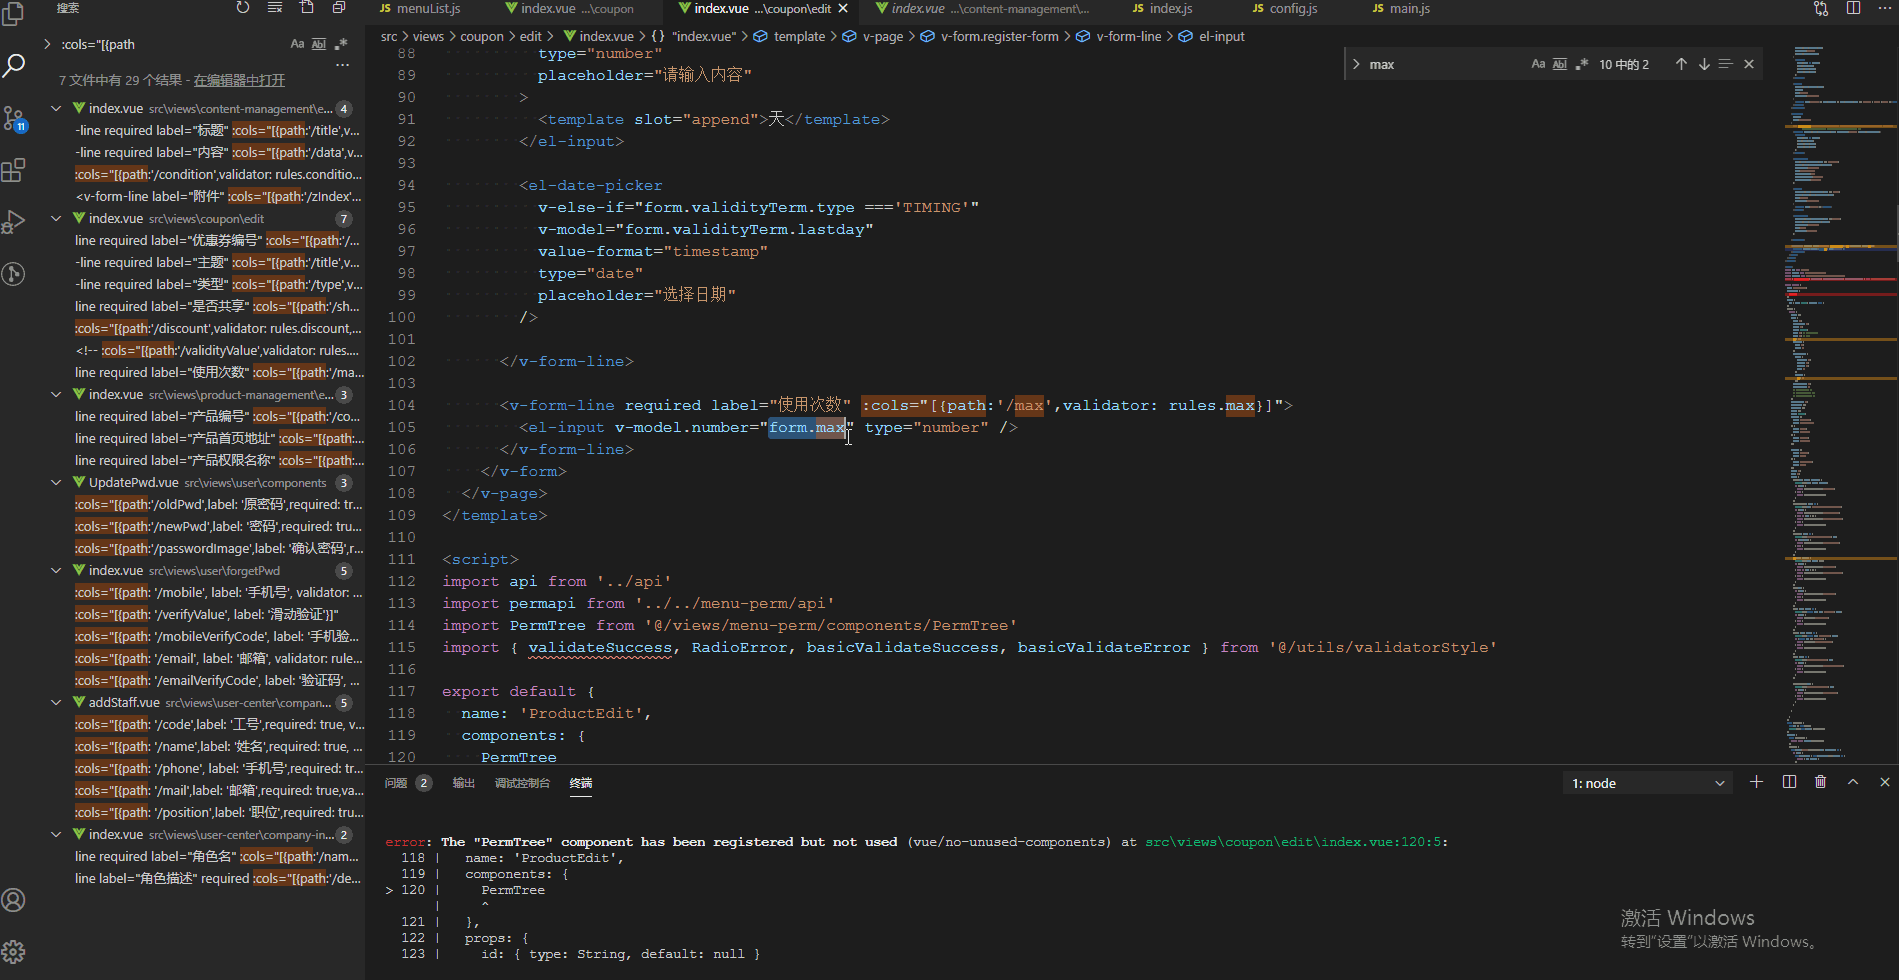 搜索
menuList.js
index.vue ...\coupon
index.vue ...\coupon\edit
index.vue ...\content-management\...
JS index.js
JS config.js
JS main.js
:cols="[{path
7 文件中有 29 个结果 - 在编辑器中打开
index.vue src\views\content-management\e... 4
-line required label="标题" :cols="[{path:'/title',v...
-line required label="内容" :cols="[{path:'/data',v...
:cols="[{path:'/condition',validator: rules.conditio...
<v-form-line label="附件" :cols="[{path:'/zIndex'...
index.vue src\views\coupon\edit 7
line required label="优惠券编号" :cols="[{path:'/...
-line required label="主题" :cols="[{path:'/title',v...
-line required label="类型" :cols="[{path:'/type',v...
line required label="是否共享" :cols="[{path:'/sh...
:cols="[{path:'/discount',validator: rules.discount,...
<!-- :cols="[{path:'/validityValue',validator: rules....
line required label="使用次数" :cols="[{path:'/ma...
index.vue src\views\product-management\e... 3
line required label="产品编号" :cols="[{path:'/co...
line required label="产品首页地址" :cols="[{path:...
line required label="产品权限名称" :cols="[{path:...
UpdatePwd.vue src\views\user\components 3
:cols="[{path:'/oldPwd',label: '原密码',required: tr...
:cols="[{path:'/newPwd',label: '密码',required: tru...
:cols="[{path:'/passwordImage',label: '确认密码',r...
index.vue src\views\user\forgetPwd 5
:cols="[{path: '/mobile', label: '手机号', validator: ...
:cols="[{path: '/verifyValue', label: '滑动验证'}]"
:cols="[{path: '/mobileVerifyCode', label: '手机验...
:cols="[{path: '/email', label: '邮箱', validator: rule...
:cols="[{path: '/emailVerifyCode', label: '验证码', ...
addStaff.vue src\views\user-center\compan... 5
:cols="[{path: '/code',label: '工号',required: true, v...
:cols="[{path: '/name',label: '姓名',required: true, ...
:cols="[{path: '/phone', label: '手机号',required: tr...
:cols="[{path: '/mail',label: '邮箱',required: true,va...
:cols="[{path: '/position',label: '职位',required: tru...
index.vue src\views\user-center\company-in... 2
line required label="角色名" :cols="[{path:'/nam...
line label="角色描述" required :cols="[{path:'/de...
11
src > views > coupon > edit > index.vue > {} "index.vue" > template > v-page > v-form.register-form > v-form-line > el-input
max
10 中的 2
88 type="number"
89 placeholder="请输入内容"
90 >
91 <template slot="append">天</template>
92 </el-input>
93
94 <el-date-picker
95 v-else-if="form.validityTerm.type ==='TIMING'"
96 v-model="form.validityTerm.lastday"
97 value-format="timestamp"
98 type="date"
99 placeholder="选择日期"
100 />
101
102 </v-form-line>
103
104 <v-form-line required label="使用次数" :cols="[{path:'/max',validator: rules.max}]">
105 <el-input v-model.number="form.max" type="number" />
106 </v-form-line>
107 </v-form>
108 </v-page>
109 </template>
110
111 <script>
112 import api from '../api'
113 import permapi from '../../menu-perm/api'
114 import PermTree from '@/views/menu-perm/components/PermTree'
115 import { validateSuccess, RadioError, basicValidateSuccess, basicValidateError } from '@/utils/validatorStyle'
116
117 export default {
118 name: 'ProductEdit',
119 components: {
120 PermTree
问题 2 输出 调试控制台 终端
1: node
error: The "PermTree" component has been registered but not used (vue/no-unused-components) at src\views\coupon\edit\index.vue:120:5:
118 | name: 'ProductEdit',
119 | components: {
> 120 | PermTree
| ^
121 | },
122 | props: {
123 | id: { type: String, default: null }
激活 Windows
转到"设置"以激活 Windows。